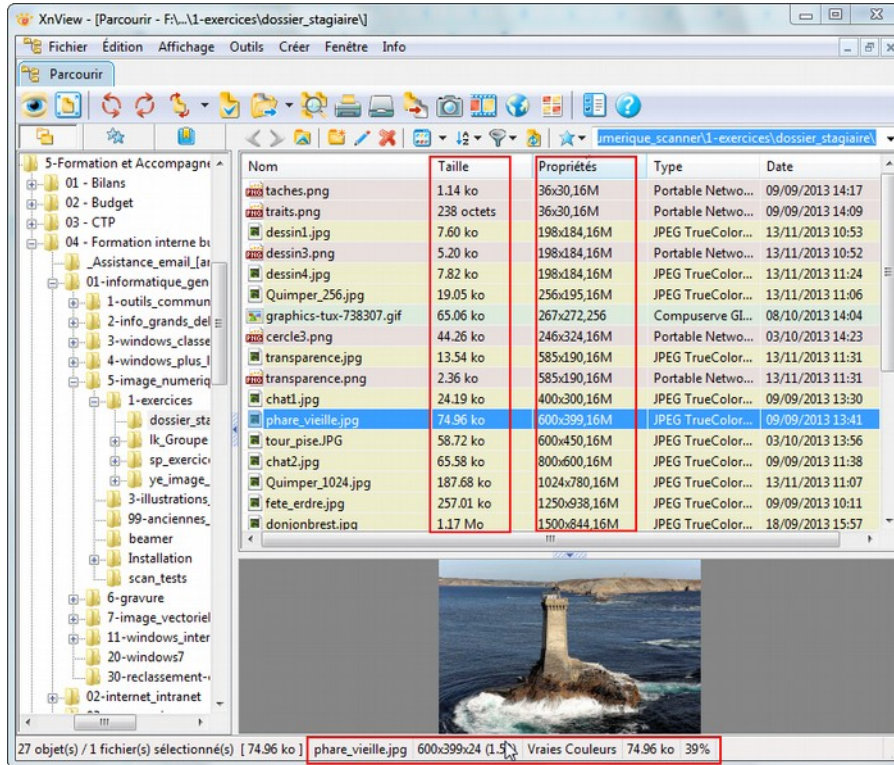 XnView - [Parcourir - F:\...\1-exercices\dossier_stagiaire\]
Fichier Édition Affichage Outils Créer Fenêtre Info
Parcourir
umerique_scanner\1-exercices\dossier_stagiaire\
5-Formation et Accompagne
01 - Bilans
02 - Budget
03 - CTP
04 - Formation interne bu
_Assistance_email_[ar
01-informatique_gen
1-outils_commun
2-info_grands_del
3-windows_classe
4-windows_plus_l
5-image_numeriq
1-exercices
dossier_sta
lk_Groupe
sp_exercic
ye_image_
3-illustrations_
99-anciennes_
beamer
Installation
scan_tests
6-gravure
7-image_vectoriel
11-windows_inter
20-windows7
30-reclassement-
02-internet_intranet
Nom Taille Propriétés Type Date
taches.png 1.14 ko 36x30,16M Portable Netwo... 09/09/2013 14:17
traits.png 238 octets 36x30,16M Portable Netwo... 09/09/2013 14:09
dessin1.jpg 7.60 ko 198x184,16M JPEG TrueColor... 13/11/2013 10:53
dessin3.png 5.20 ko 198x184,16M Portable Netwo... 13/11/2013 10:52
dessin4.jpg 7.82 ko 198x184,16M JPEG TrueColor... 13/11/2013 11:24
Quimper_256.jpg 19.05 ko 256x195,16M JPEG TrueColor... 13/11/2013 11:06
graphics-tux-738307.gif 65.06 ko 267x272,256 Compuserve GI... 08/10/2013 14:04
cercle3.png 44.26 ko 246x324,16M Portable Netwo... 03/10/2013 14:23
transparence.jpg 13.54 ko 585x190,16M JPEG TrueColor... 13/11/2013 11:31
transparence.png 2.36 ko 585x190,16M Portable Netwo... 13/11/2013 11:31
chat1.jpg 24.19 ko 400x300,16M JPEG TrueColor... 09/09/2013 13:30
phare_vieille.jpg 74.96 ko 600x399,16M JPEG TrueColor... 09/09/2013 13:41
tour_pise.JPG 58.72 ko 600x450,16M JPEG TrueColor... 03/10/2013 13:56
chat2.jpg 65.58 ko 800x600,16M JPEG TrueColor... 09/09/2013 11:38
Quimper_1024.jpg 187.68 ko 1024x780,16M JPEG TrueColor... 13/11/2013 11:07
fete_erdre.jpg 257.01 ko 1250x938,16M JPEG TrueColor... 09/09/2013 10:11
donjonbrest.jpg 1.17 Mo 1500x844,16M JPEG TrueColor... 18/09/2013 15:57
27 objet(s) / 1 fichier(s) sélectionné(s) [ 74.96 ko ] phare_vieille.jpg 600x399x24 Vraies Couleurs 74.96 ko 39%